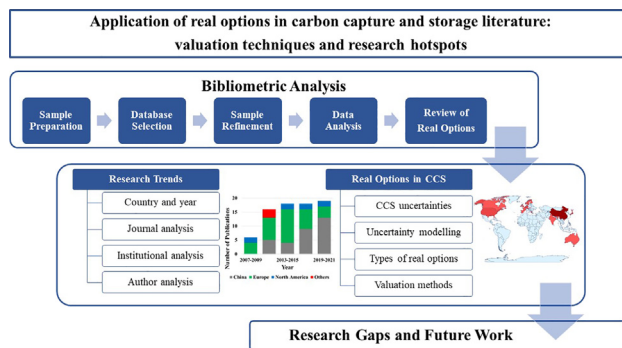 Application of real options in carbon capture and storage literature:
valuation techniques and research hotspots
Bibliometric Analysis
Sample
Preparation
Database
Selection
Sample
Refinement
Data
Analysis
Review of
Real Options
Research Trends
Country and year
Journal analysis
Institutional analysis
Author analysis
Number of Publications
20
15
10
5
0
2007-2009
2013-2015
2019-2021
Year
China
Europe
North America
Others
Real Options in CCS
CCS uncertainties
Uncertainty modelling
Types of real options
Valuation methods
Research Gaps and Future Work